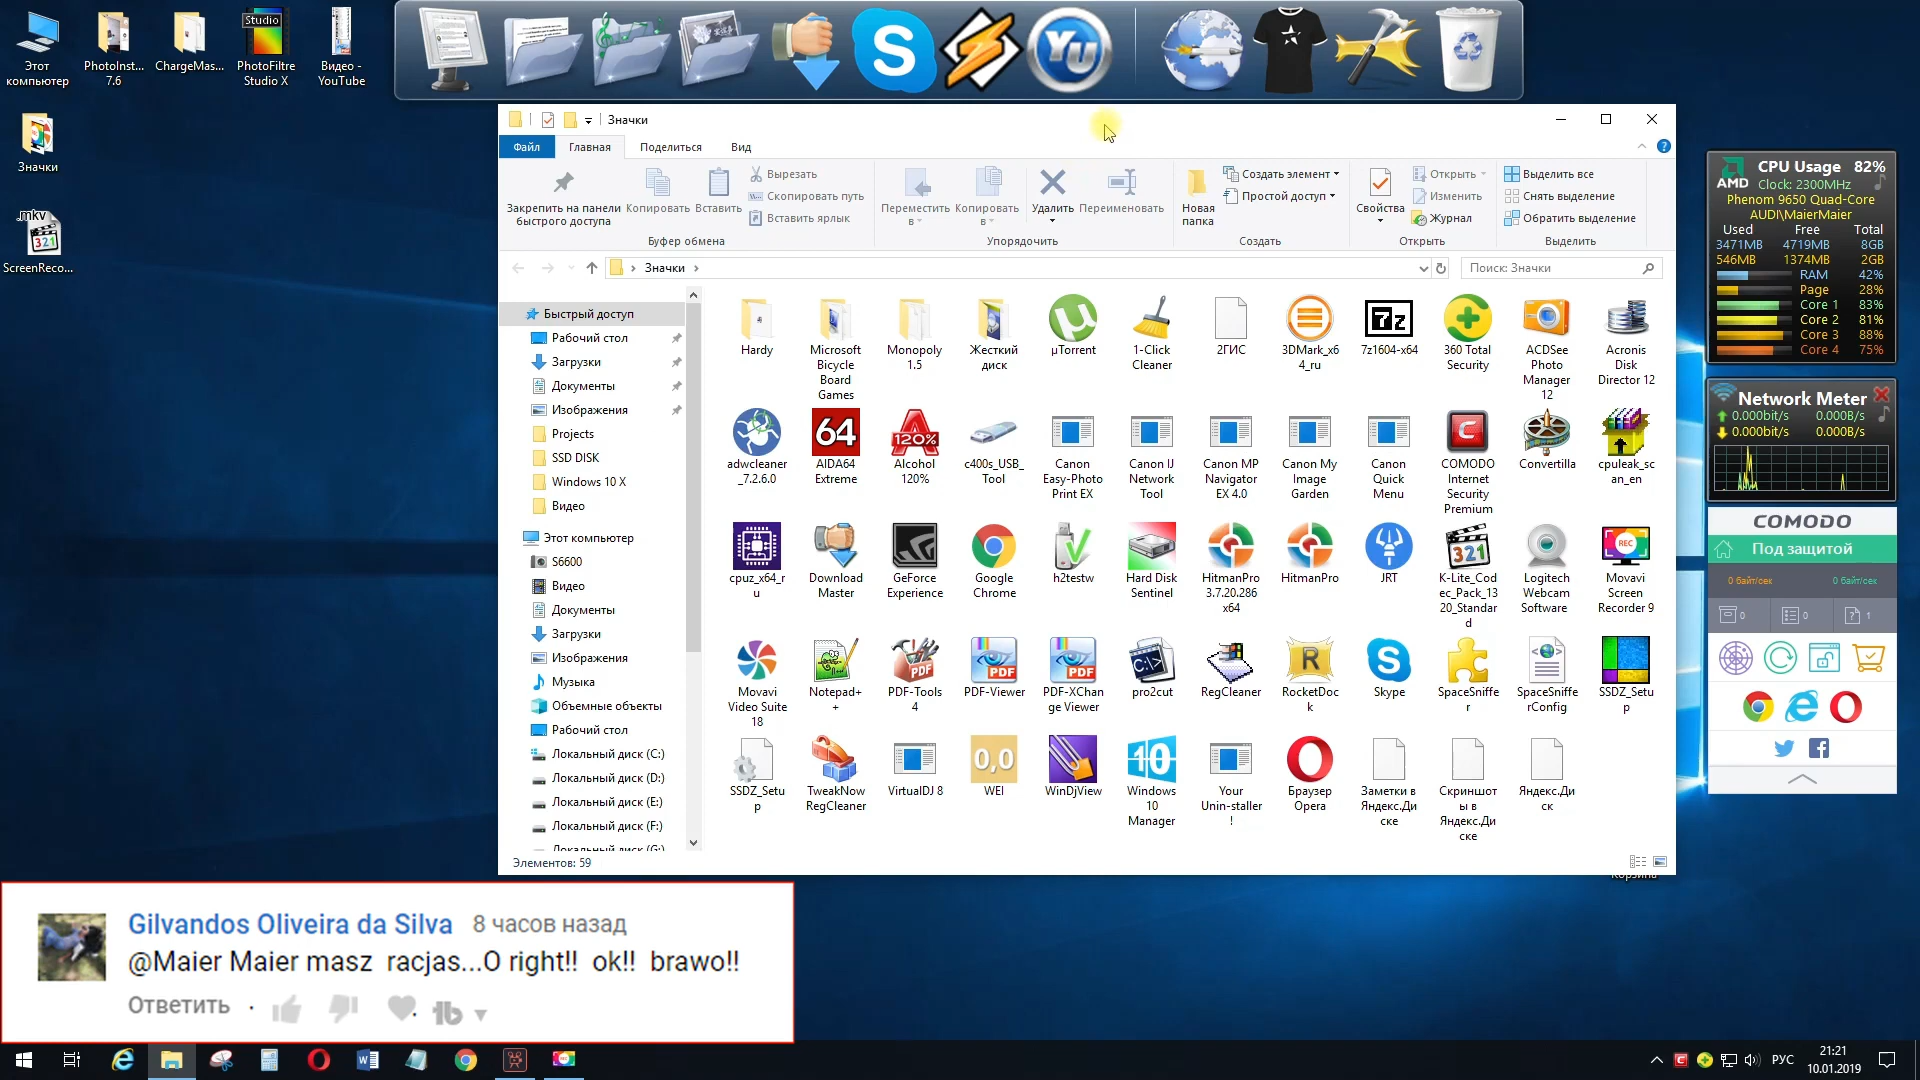 Этот компьютер
PhotoInst... 7.6
ChargeMas...
Studio
PhotoFiltre Studio X
Видео - YouTube
Значки
.mkv
321
ScreenReco...
S
YU
Значки
Файл
Главная
Поделиться
Вид
Закрепить на панели быстрого доступа
Копировать
Вставить
Вырезать
Скопировать путь
Вставить ярлык
Буфер обмена
Переместить в
Копировать в
Удалить
Переименовать
Упорядочить
Новая папка
Создать элемент
Простой доступ
Создать
Свойства
Открыть
Изменить
Журнал
Открыть
Выделить все
Снять выделение
Обратить выделение
Выделить
Значки
Поиск: Значки
Быстрый доступ
Рабочий стол
Загрузки
Документы
Изображения
Projects
SSD DISK
Windows 10 X
Видео
Этот компьютер
S6600
Видео
Документы
Загрузки
Изображения
Музыка
Объемные объекты
Рабочий стол
Локальный диск (C:)
Локальный диск (D:)
Локальный диск (E:)
Локальный диск (F:)
Локальный диск (G:)
Hardy
Microsoft Bicycle Board Games
Monopoly 1.5
Жесткий диск
µTorrent
1-Click Cleaner
2ГИС
3DMark_x64_ru
7z1604-x64
360 Total Security
ACDSee Photo Manager 12
Acronis Disk Director 12
adwcleaner_7.2.6.0
AIDA64 Extreme
Alcohol 120%
c400s_USB_Tool
Canon Easy-Photo Print EX
Canon IJ Network Tool
Canon MP Navigator EX 4.0
Canon My Image Garden
Canon Quick Menu
COMODO Internet Security Premium
Convertilla
cpuleak_scan_en
cpuz_x64_ru
Download Master
GeForce Experience
Google Chrome
h2testw
Hard Disk Sentinel
HitmanPro 3.7.20.286 x64
HitmanPro
JRT
K-Lite_Codec_Pack_1320_Standard
Logitech Webcam Software
Movavi Screen Recorder 9
Movavi Video Suite 18
Notepad++
PDF-Tools 4
PDF-Viewer
PDF-XChange Viewer
pro2cut
RegCleaner
RocketDock
Skype
SpaceSniffer
SpaceSnifferConfig
SSDZ_Setup
SSDZ_Setup
TweakNow RegCleaner
VirtualDJ 8
WEI
WinDjView
Windows 10 Manager
Your Unin-staller!
Браузер Opera
Заметки в Яндекс.Диске
Скриншоты в Яндекс.Диске
Яндекс.Диск
Элементов: 59
Корзина
AMD
CPU Usage 82%
Clock: 2300MHz
Phenom 9650 Quad-Core
AUDI\MaierMaier
Used Free Total
3471MB 4719MB 8GB
546MB 1374MB 2GB
RAM 42%
Page 28%
Core 1 83%
Core 2 81%
Core 3 88%
Core 4 75%
Network Meter
0.000bit/s 0.000B/s
0.000bit/s 0.000B/s
COMODO
Под защитой
0 байт/сек 0 байт/сек
0 0 1
Gilvandos Oliveira da Silva 8 часов назад
@Maier Maier masz racjas...O right!! ok!! brawo!!
Ответить
РУС
21:21
10.01.2019